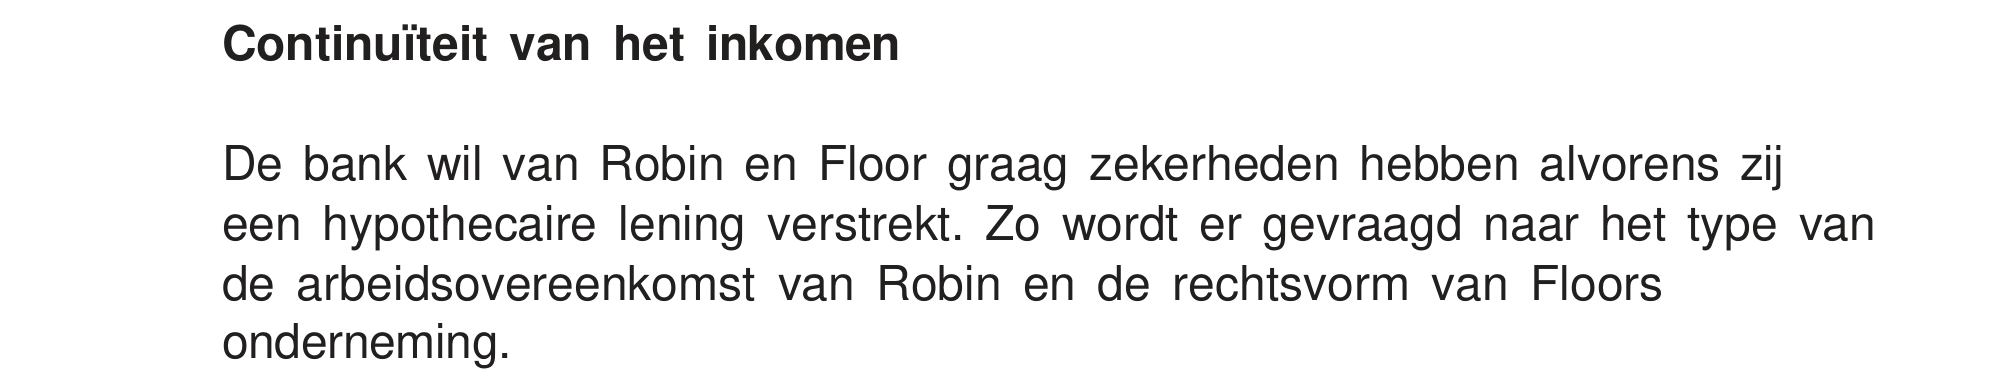 Continuïteit van het inkomen
De bank wil van Robin en Floor graag zekerheden hebben alvorens zij
een hypothecaire lening verstrekt. Zo wordt er gevraagd naar het type van
de arbeidsovereenkomst van Robin en de rechtsvorm van Floors
onderneming.